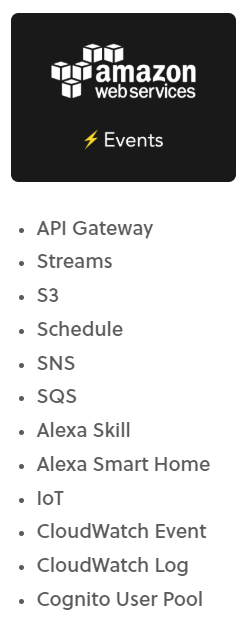 amazon
web services
⚡ Events
• API Gateway
• Streams
• S3
• Schedule
• SNS
• SQS
• Alexa Skill
• Alexa Smart Home
• IoT
• CloudWatch Event
• CloudWatch Log
• Cognito User Pool